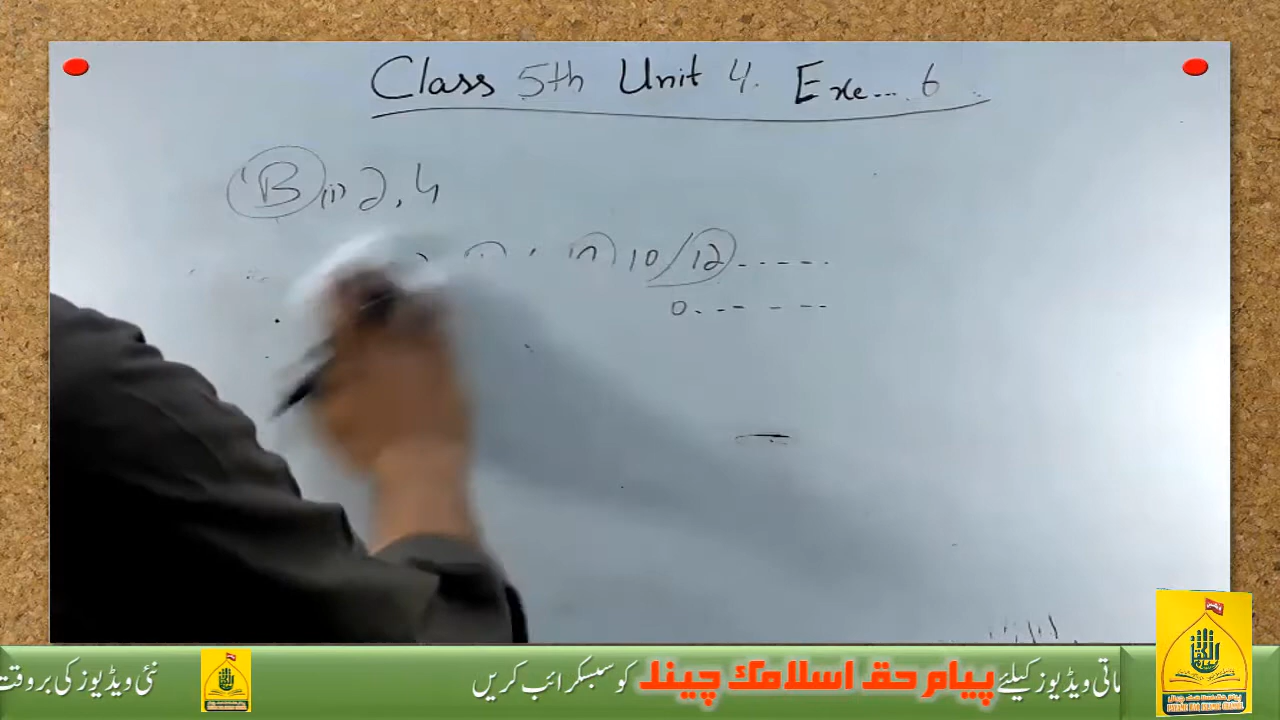 Class 5th Unit 4. Exe... 6
B (i) 2, 4
10/12.....
0.----
نئی ویڈیوز کی بروقت
ماتی ویڈیوز کیلئے پیام حق اسلامک چینل کو سبسکرائب کریں